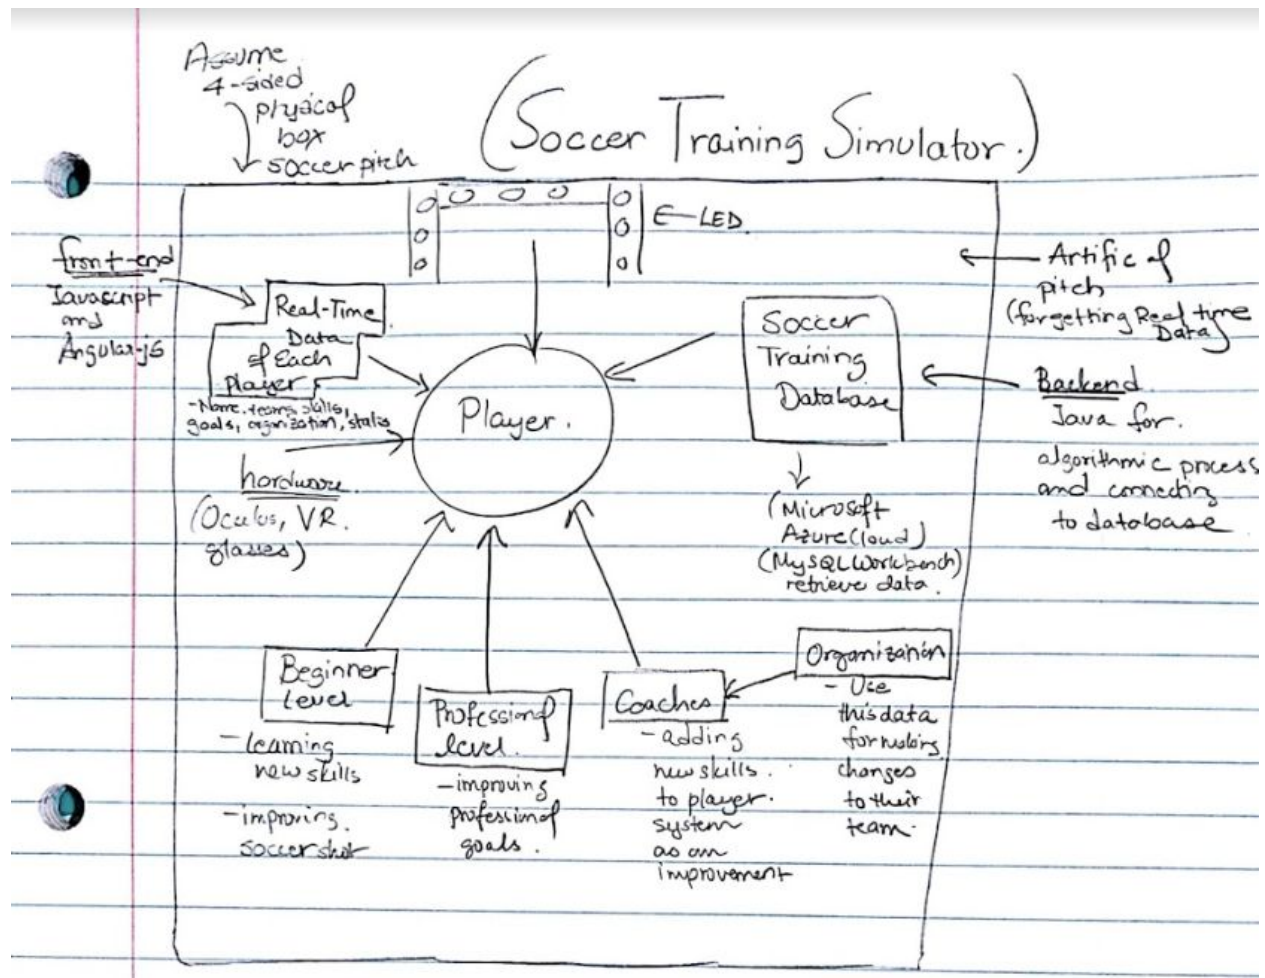 Assume
4-sided
physical
box
soccer pitch
(Soccer Training Simulator.)
LED
front-end
Javascript
and
Angular-js
Real-Time
Data
of Each
player
-Name, teams, skills,
goals, organization,
Player.
Soccer
Training
Database
Artificial
pitch
(for getting Real time
Data)
Backend
Java for.
algorithmic process
and connecting
to database
hardware
(Oculus, VR.
glasses)
(Microsoft
Azure Cloud)
(MySQL Workbench)
retrieve data.
Beginner
Level
-learning
new skills
-improving.
soccer shot
Professional
level.
-improving
professional
goals.
Coaches
-adding
new skills.
to player.
system
as an
improvement
Organization
- Use
this data
for making
changes
to their
team.